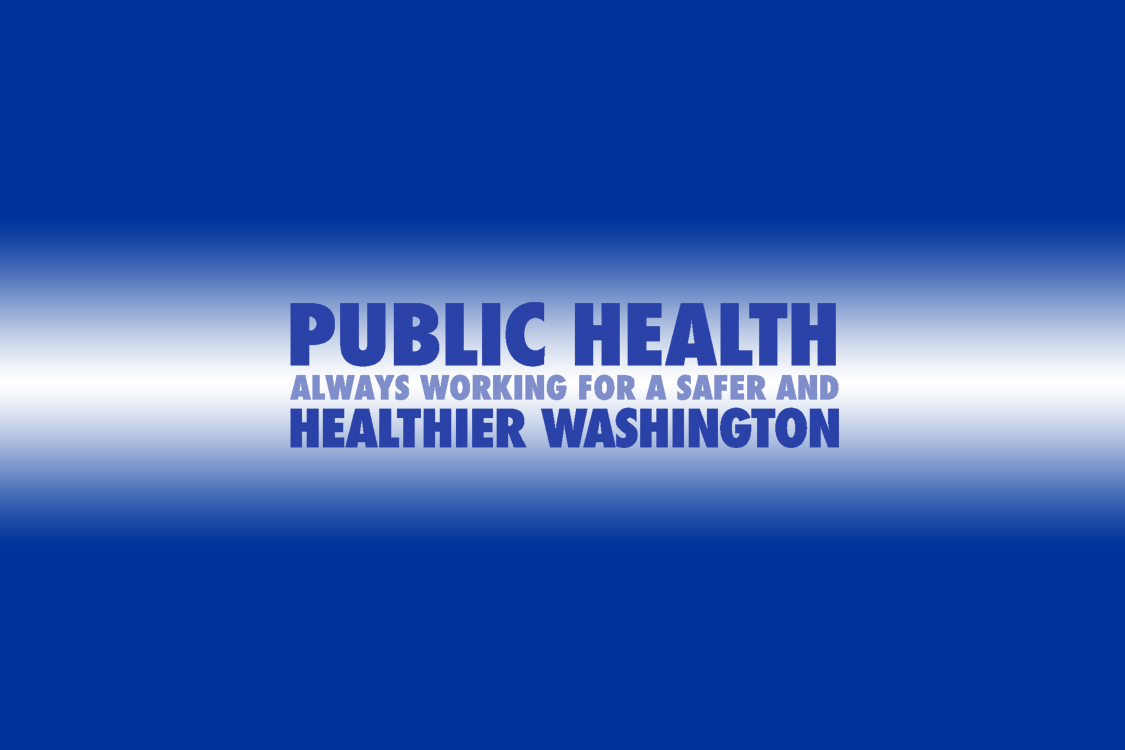 PUBLIC HEALTH
ALWAYS WORKING FOR A SAFER AND
HEALTHIER WASHINGTON